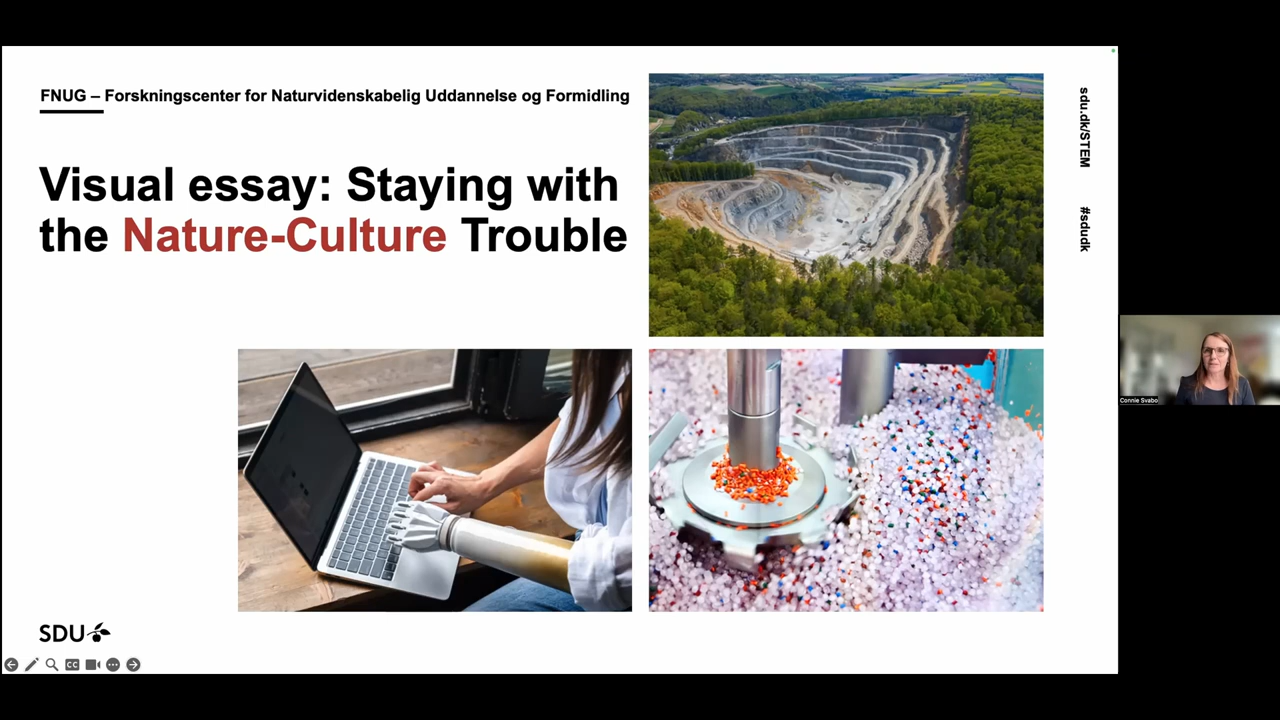 FNUG – Forskningscenter for Naturvidenskabelig Uddannelse og Formidling
Visual essay: Staying with
the Nature-Culture Trouble
sdu.dk/STEM
#sdudk
Connie Svabo
SDU
CC